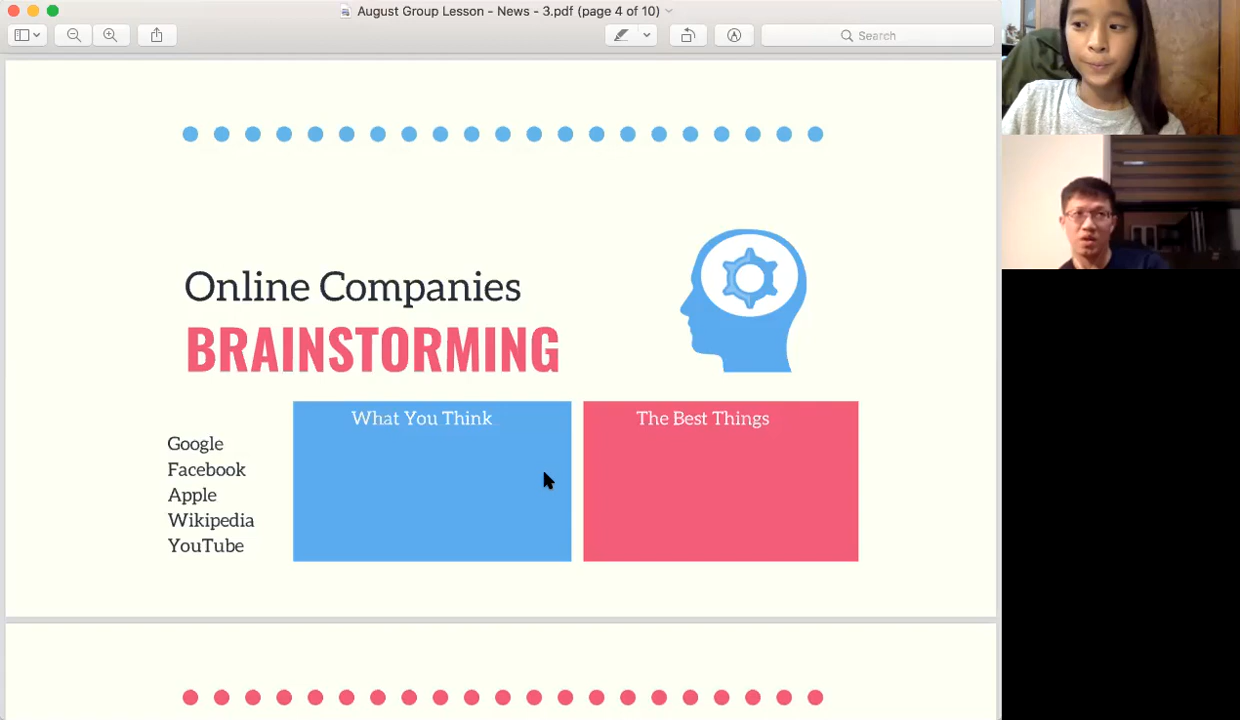 August Group Lesson - News - 3.pdf (page 4 of 10)
Search
Online Companies
BRAINSTORMING
What You Think
The Best Things
Google
Facebook
Apple
Wikipedia
YouTube